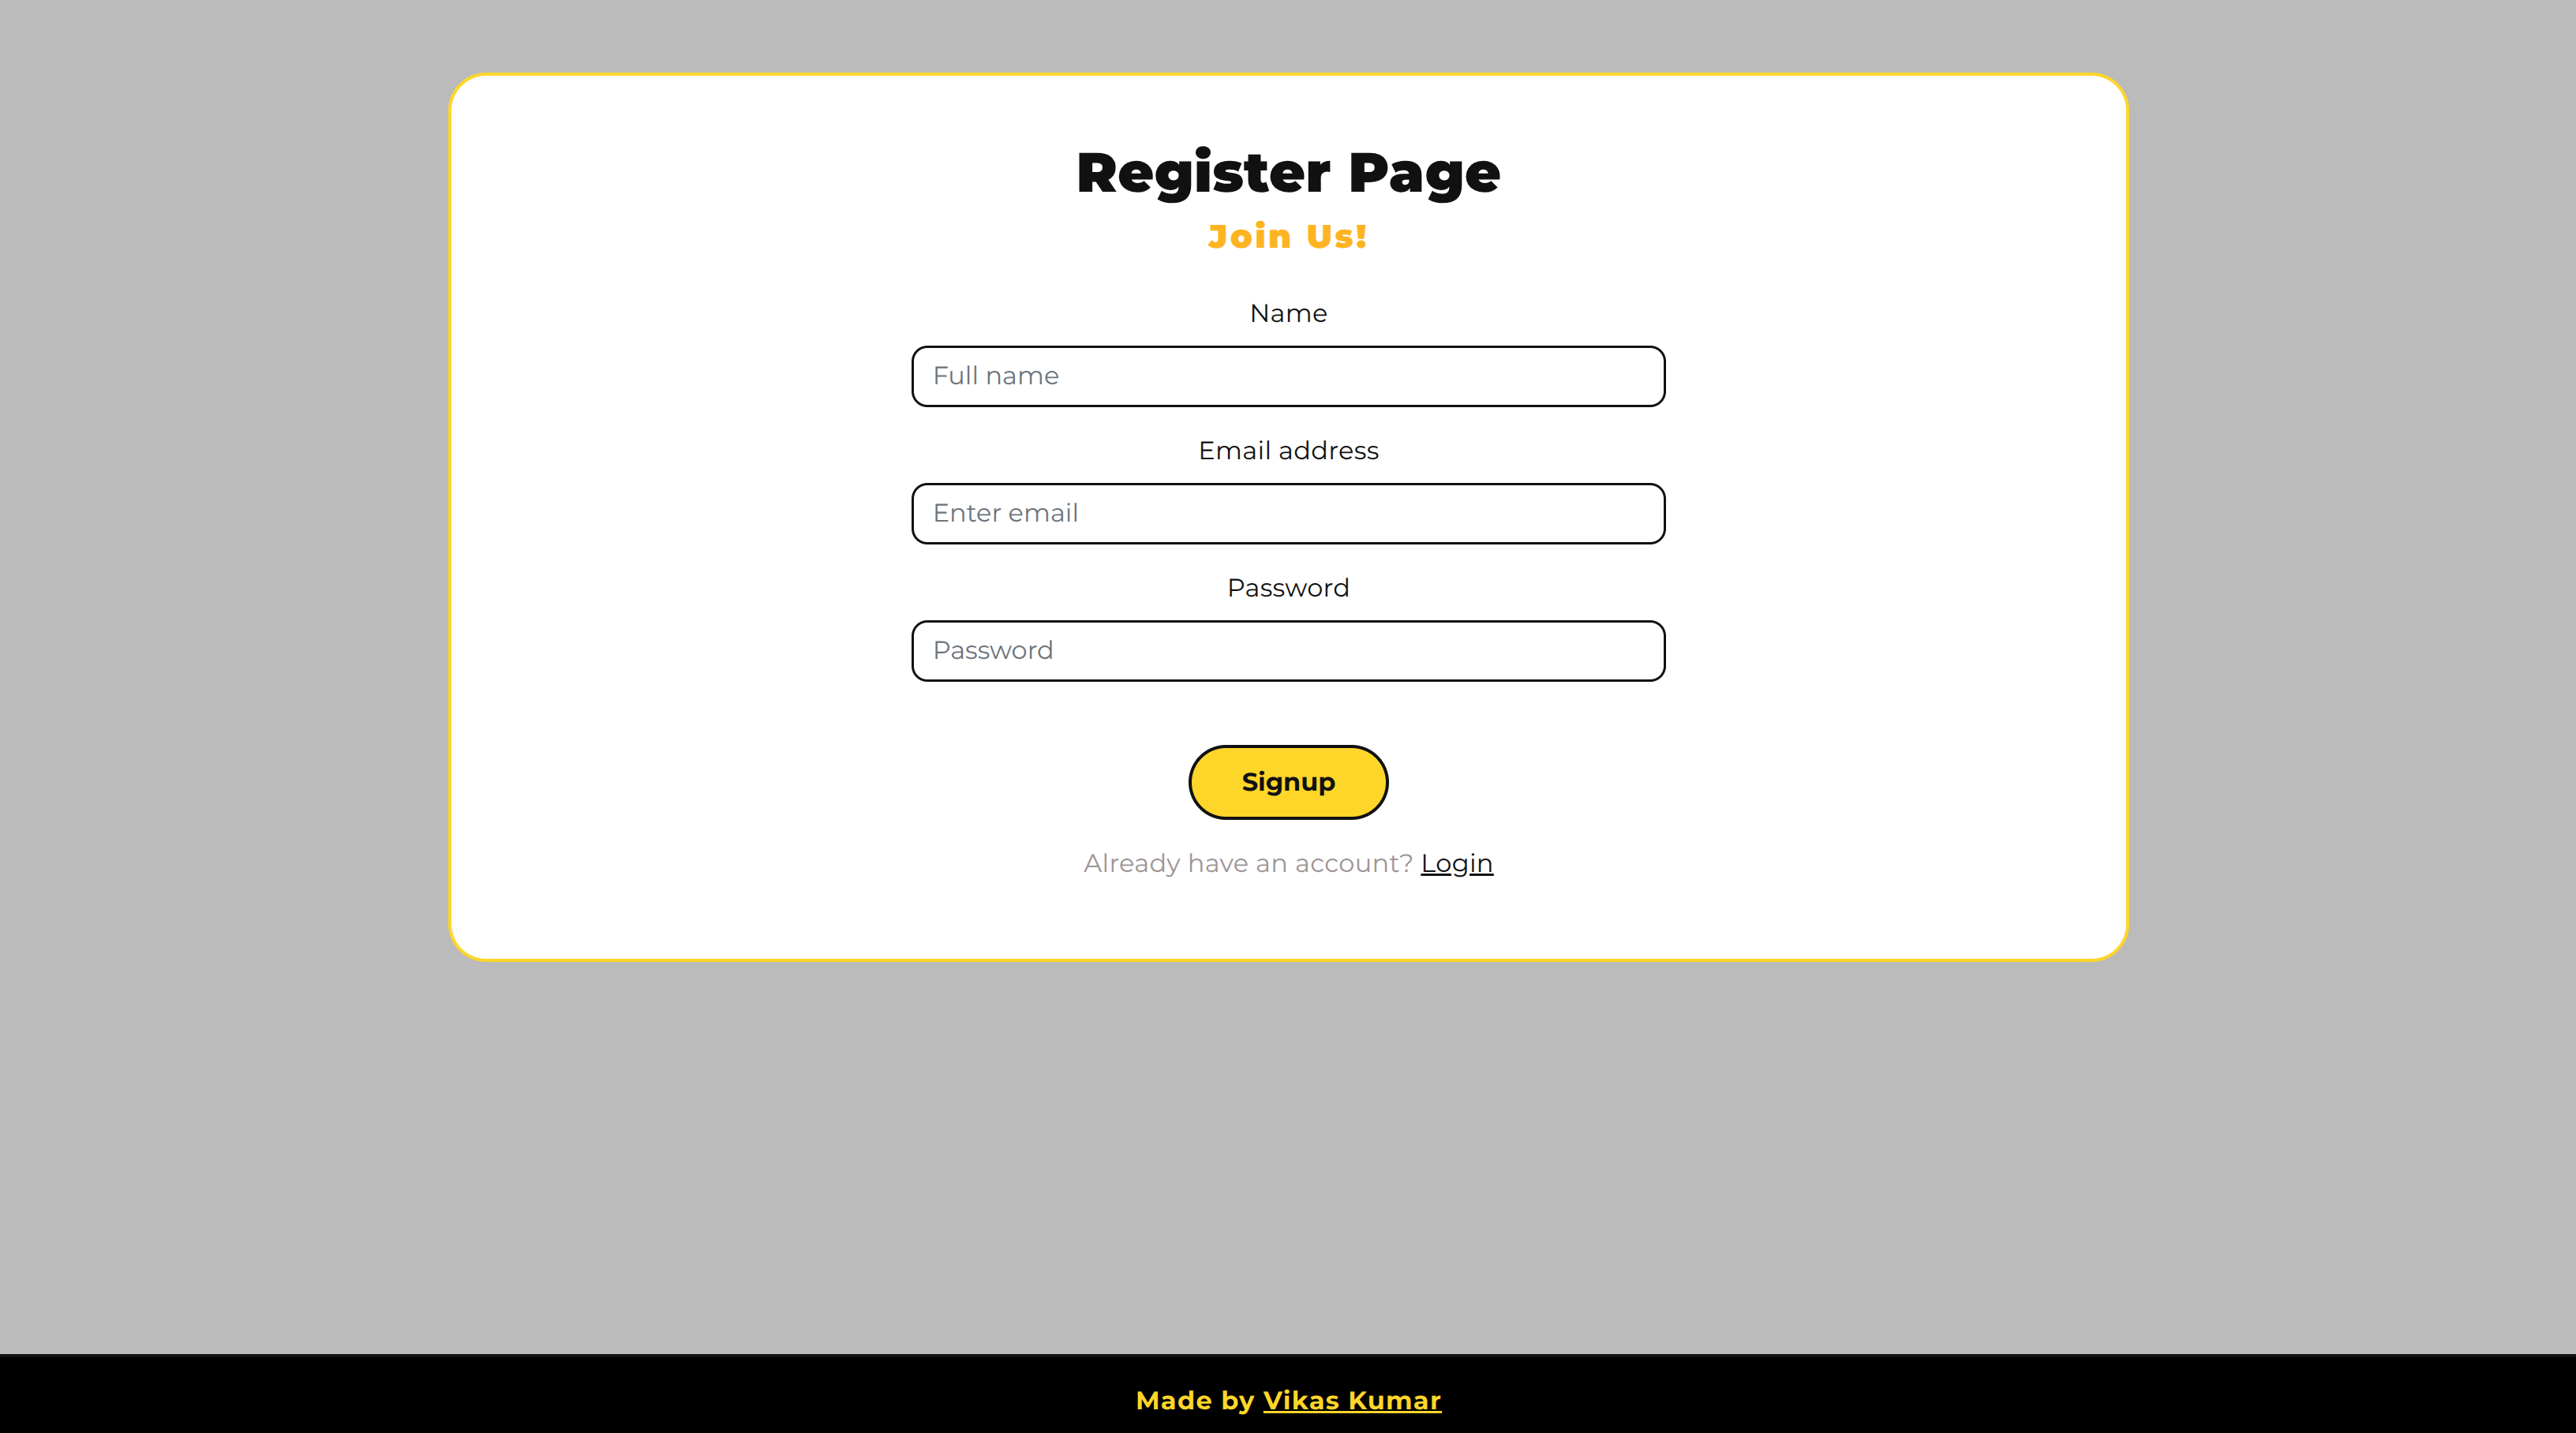 Register Page
Join Us!
Name
Full name
Email address
Enter email
Password
Password
Signup
Already have an account? Login
Made by Vikas Kumar